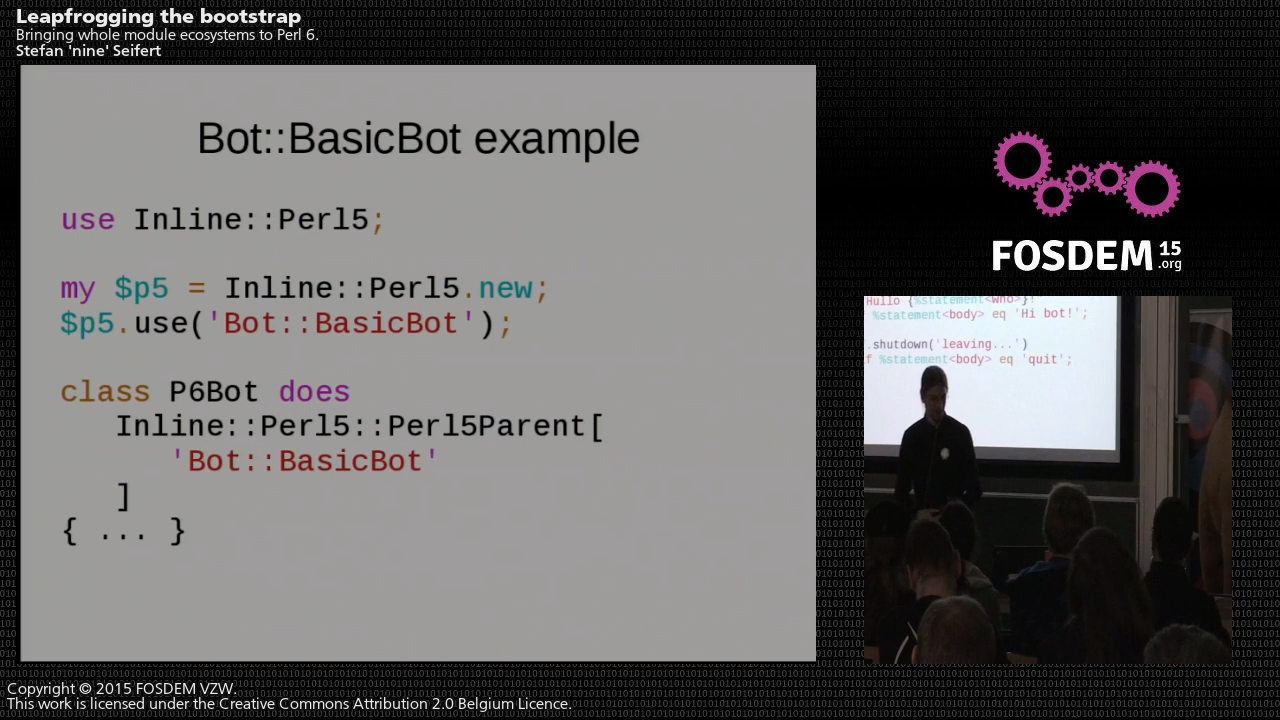 Leapfrogging the bootstrap
Bringing whole module ecosystems to Perl 6.
Stefan 'nine' Seifert
Bot::BasicBot example
use Inline::Perl5;
my $p5 = Inline::Perl5.new;
$p5.use('Bot::BasicBot');
class P6Bot does
Inline::Perl5::Perl5Parent[
'Bot::BasicBot'
]
{ ... }
FOSDEM 15
.org
Hullo {%statement<who>}!
%statement<body> eq 'Hi bot!';
.shutdown('leaving...')
f %statement<body> eq 'quit';
Copyright © 2015 FOSDEM VZW.
This work is licensed under the Creative Commons Attribution 2.0 Belgium Licence.